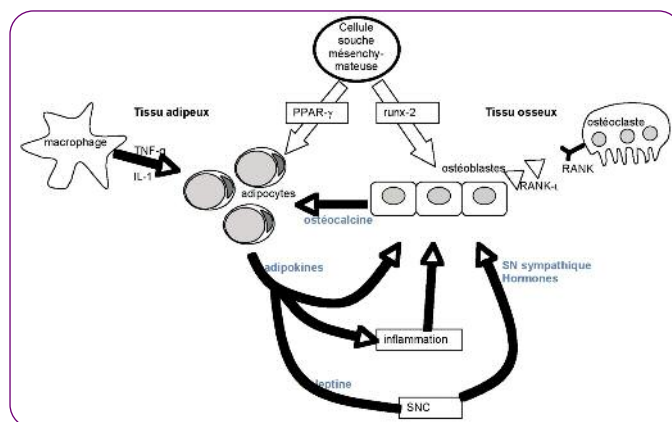 Cellule
souche
mésenchy-
mateuse
Tissu adipeux
PPAR-γ
runx-2
Tissu osseux
macrophage
TNF-α
IL-1
ostéoclaste
RANK
ostéoblastes
RANK-L
adipocytes
ostéocalcine
adipokines
SN sympathique
Hormones
inflammation
leptine
SNC